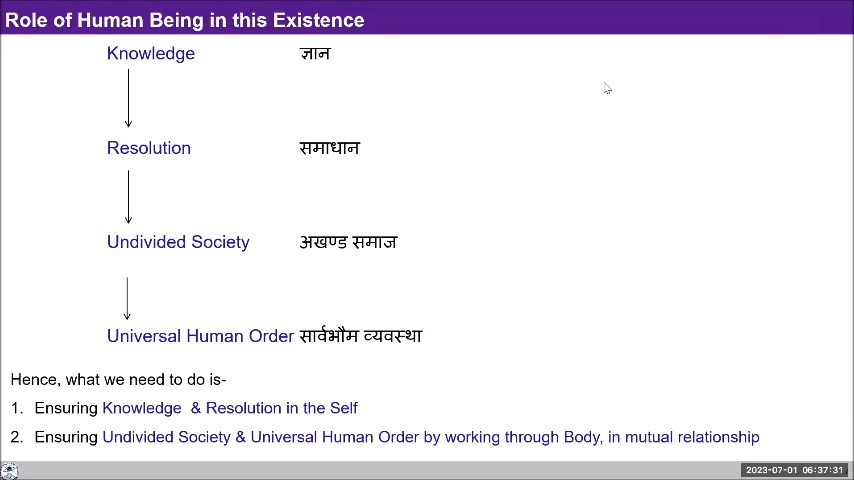 Role of Human Being in this Existence
Knowledge ज्ञान
Resolution समाधान
Undivided Society अखण्ड समाज
Universal Human Order सार्वभौम व्यवस्था
Hence, what we need to do is-
1. Ensuring Knowledge & Resolution in the Self
2. Ensuring Undivided Society & Universal Human Order by working through Body, in mutual relationship
2023-07-01 06:37:31